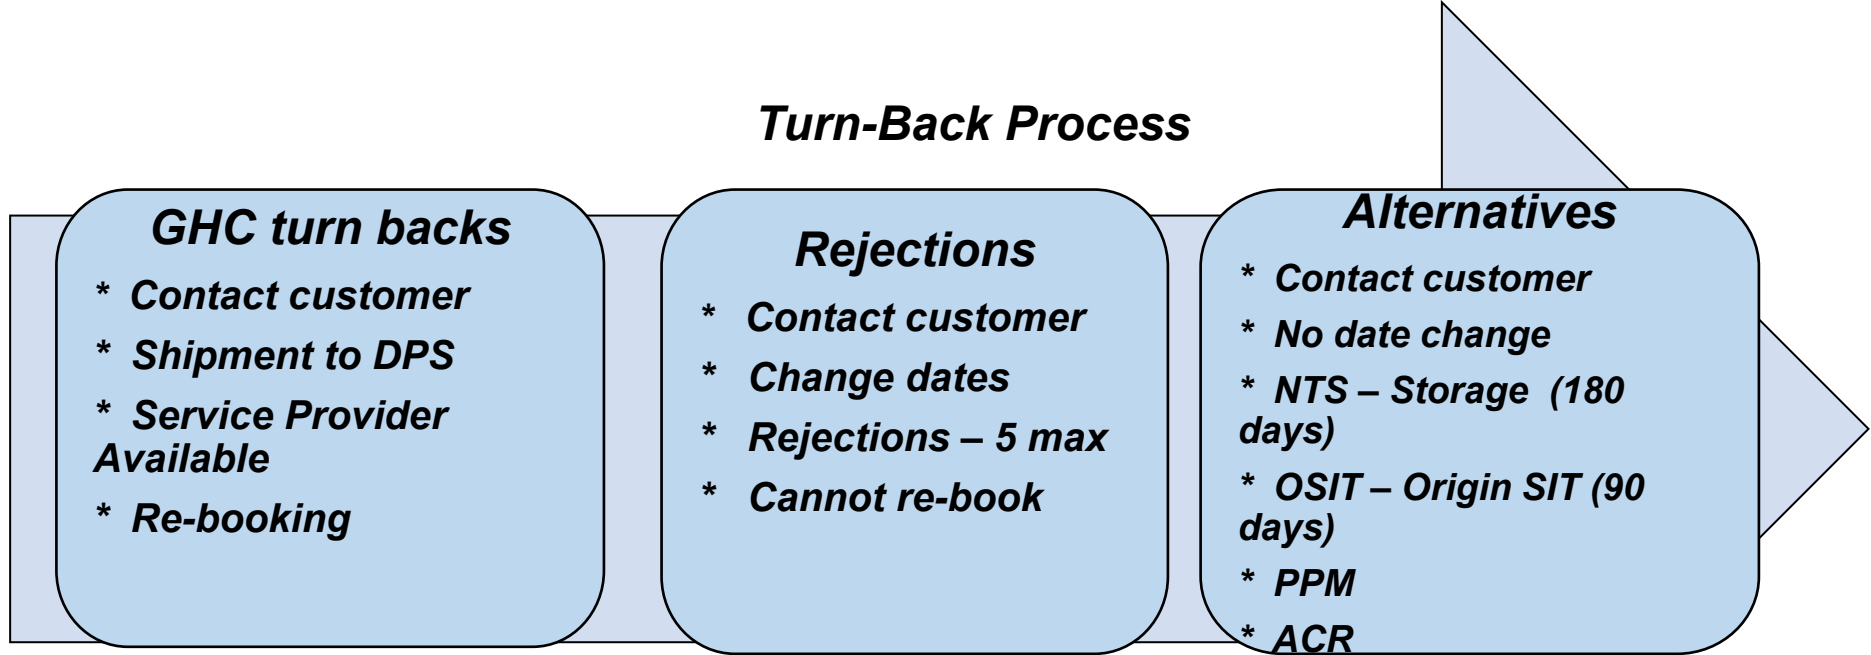 Turn-Back Process
GHC turn backs
* Contact customer
* Shipment to DPS
* Service Provider
Available
* Re-booking
Rejections
* Contact customer
* Change dates
* Rejections – 5 max
* Cannot re-book
Alternatives
* Contact customer
* No date change
* NTS – Storage (180
days)
* OSIT – Origin SIT (90
days)
* PPM
* ACR